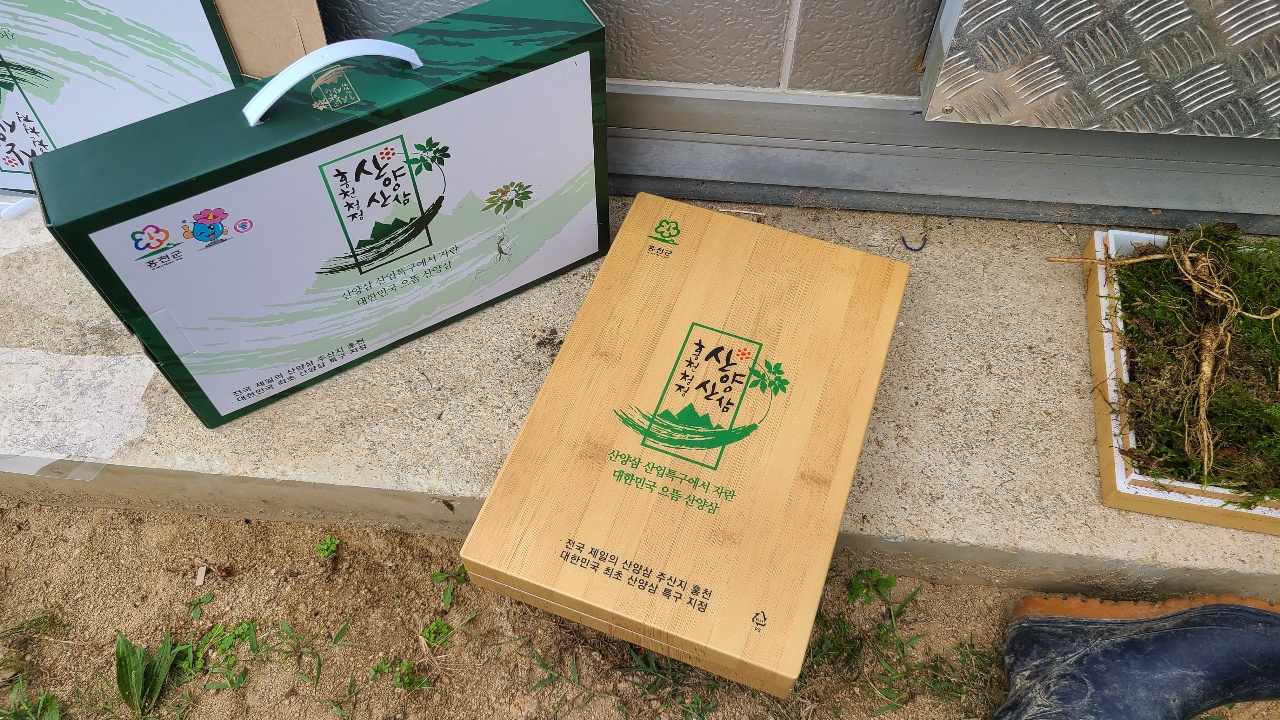 홍천군
홍천청정
산양산삼
산양삼 산업특구에서 자란
대한민국 으뜸 산양삼
전국 제일의 산양삼 주산지 홍천
대한민국 최초 산양삼 특구 지정
홍천군
홍천청정
산양산삼
산양삼 산업특구에서 자란
대한민국 으뜸 산양삼
전국 제일의 산양삼 주산지 홍천
대한민국 최초 산양삼 특구 지정